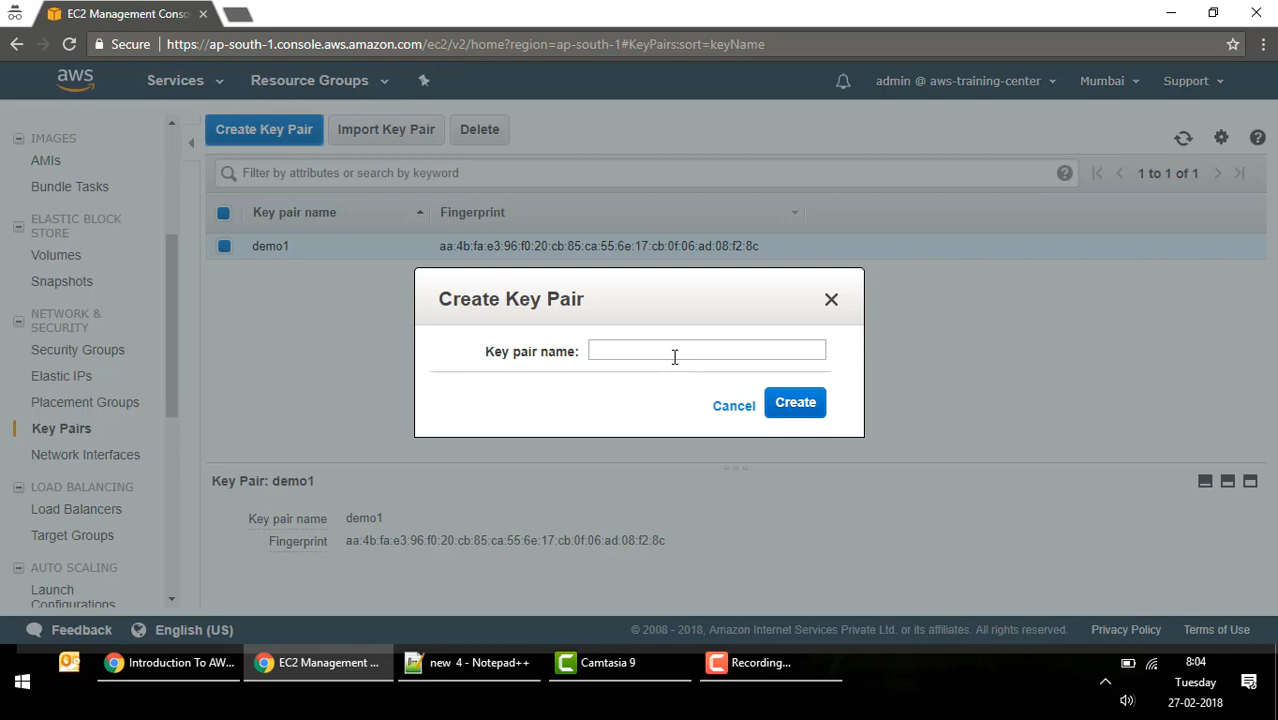 EC2 Management Conso
Secure https://ap-south-1.console.aws.amazon.com/ec2/v2/home?region=ap-south-1#KeyPairs:sort=keyName
aws Services Resource Groups admin @ aws-training-center Mumbai Support
IMAGES
AMIs
Bundle Tasks
ELASTIC BLOCK
STORE
Volumes
Snapshots
NETWORK &
SECURITY
Security Groups
Elastic IPs
Placement Groups
Key Pairs
Network Interfaces
LOAD BALANCING
Load Balancers
Target Groups
AUTO SCALING
Launch
Configurations
Create Key Pair Import Key Pair Delete
Filter by attributes or search by keyword 1 to 1 of 1
Key pair name Fingerprint
demo1 aa:4b:fa:e3:96:f0:20:cb:85:ca:55:6e:17:cb:0f:06:ad:08:f2:8c
Create Key Pair
Key pair name:
Cancel Create
Key Pair: demo1
Key pair name demo1
Fingerprint aa:4b:fa:e3:96:f0:20:cb:85:ca:55:6e:17:cb:0f:06:ad:08:f2:8c
Feedback English (US) © 2008 - 2018, Amazon Internet Services Private Ltd. or its affiliates. All rights reserved. Privacy Policy Terms of Use
Introduction To AW... EC2 Management ... new 4 - Notepad++ Camtasia 9 Recording...
8:04
Tuesday
27-02-2018